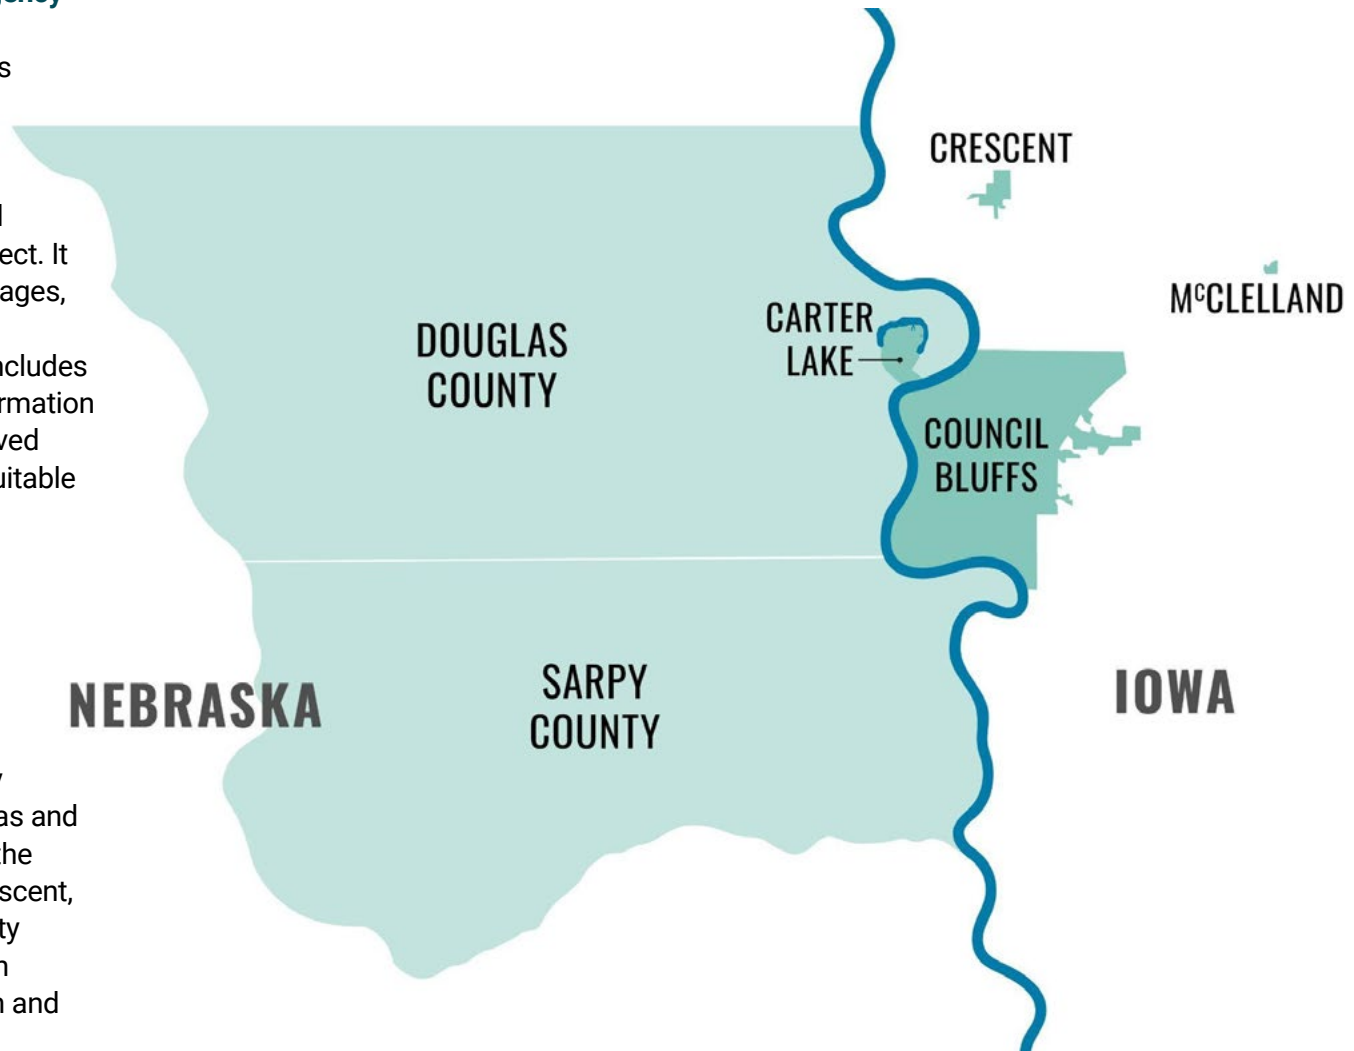 s
ect. It
ages,
ncludes
rmation
ved
uitable
as and
the
scent,
ty
n and
CRESCENT
McCLELLAND
CARTER
LAKE
DOUGLAS
COUNTY
COUNCIL
BLUFFS
NEBRASKA
SARPY
COUNTY
IOWA